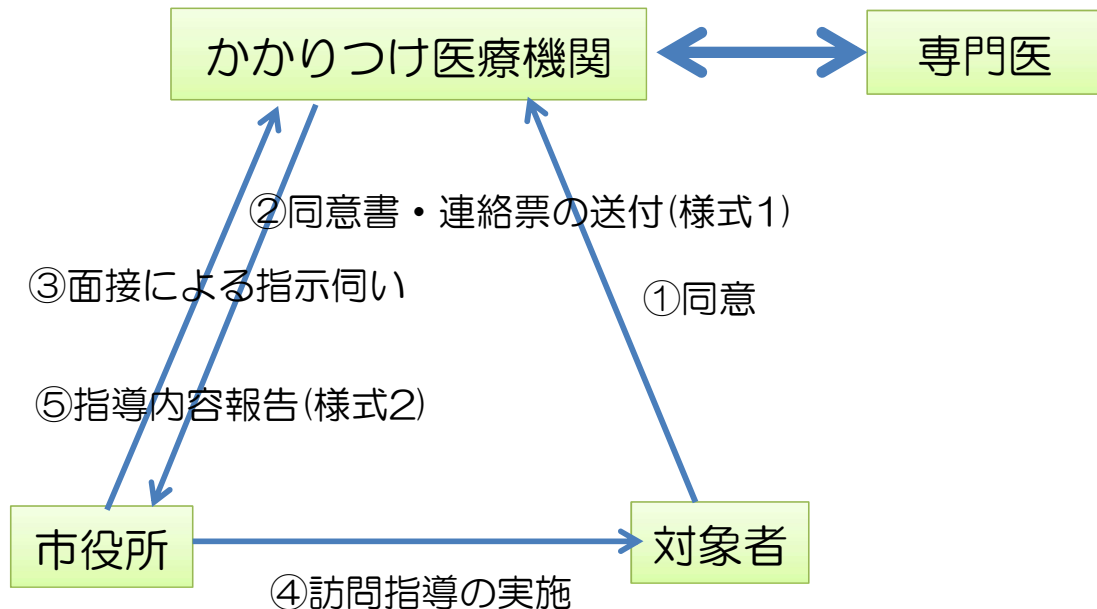 かかりつけ医療機関
専門医
②同意書・連絡票の送付(様式1)
③面接による指示伺い
①同意
⑤指導内容報告(様式2)
市役所
対象者
④訪問指導の実施